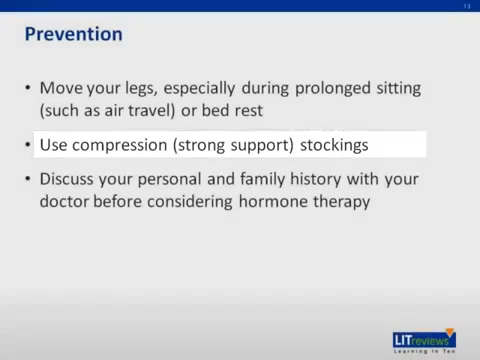 13
Prevention
• Move your legs, especially during prolonged sitting
(such as air travel) or bed rest
• Use compression (strong support) stockings
• Discuss your personal and family history with your
doctor before considering hormone therapy
LITreviews
Learning In Ten